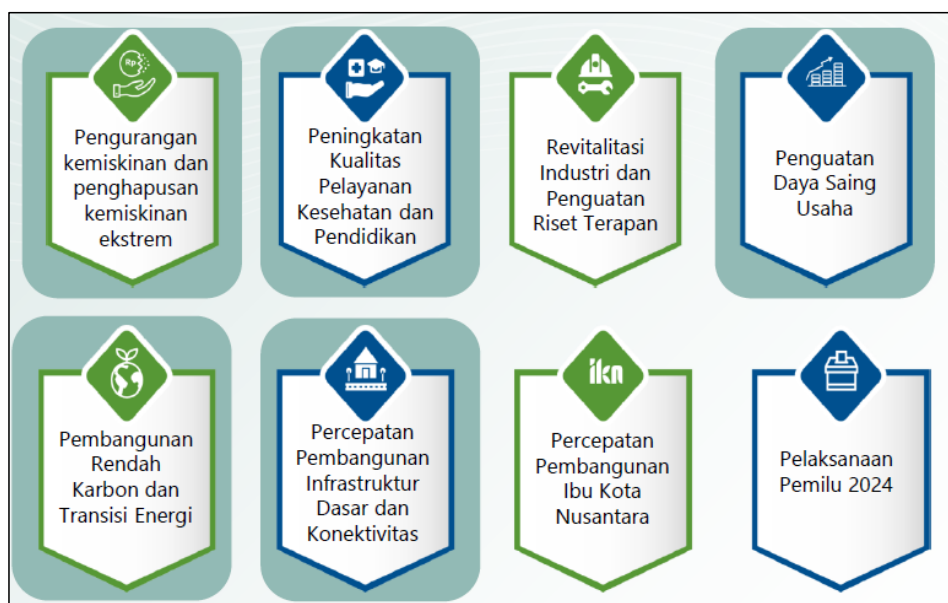 Rp
Pengurangan
kemiskinan dan
penghapusan
kemiskinan
ekstrem
Peningkatan
Kualitas
Pelayanan
Kesehatan dan
Pendidikan
Revitalitasi
Industri dan
Penguatan
Riset Terapan
Penguatan
Daya Saing
Usaha
Pembangunan
Rendah
Karbon dan
Transisi Energi
Percepatan
Pembangunan
Infrastruktur
Dasar dan
Konektivitas
ikn
Percepatan
Pembangunan
Ibu Kota
Nusantara
Pelaksanaan
Pemilu 2024